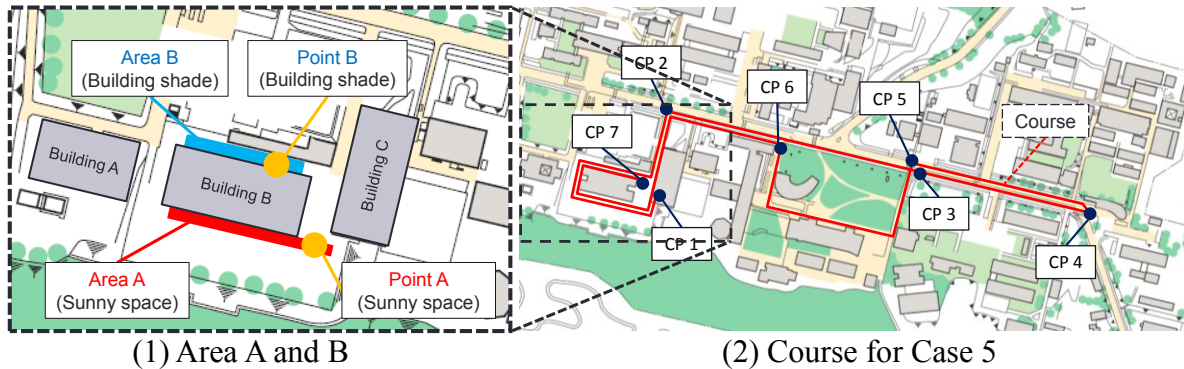 Area B
(Building shade)
Point B
(Building shade)
Building A
Building B
Building C
Area A
(Sunny space)
Point A
(Sunny space)
(1) Area A and B
CP 2
CP 6
CP 5
Course
CP 7
CP 3
CP 1
CP 4
(2) Course for Case 5